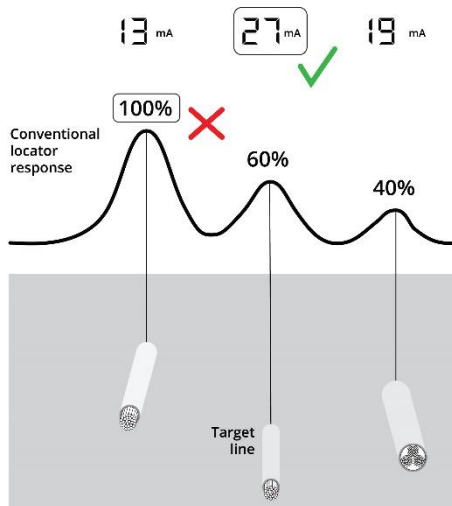 13 mA 27 mA 19 mA
100%
Conventional
locator
response
60%
40%
Target
line